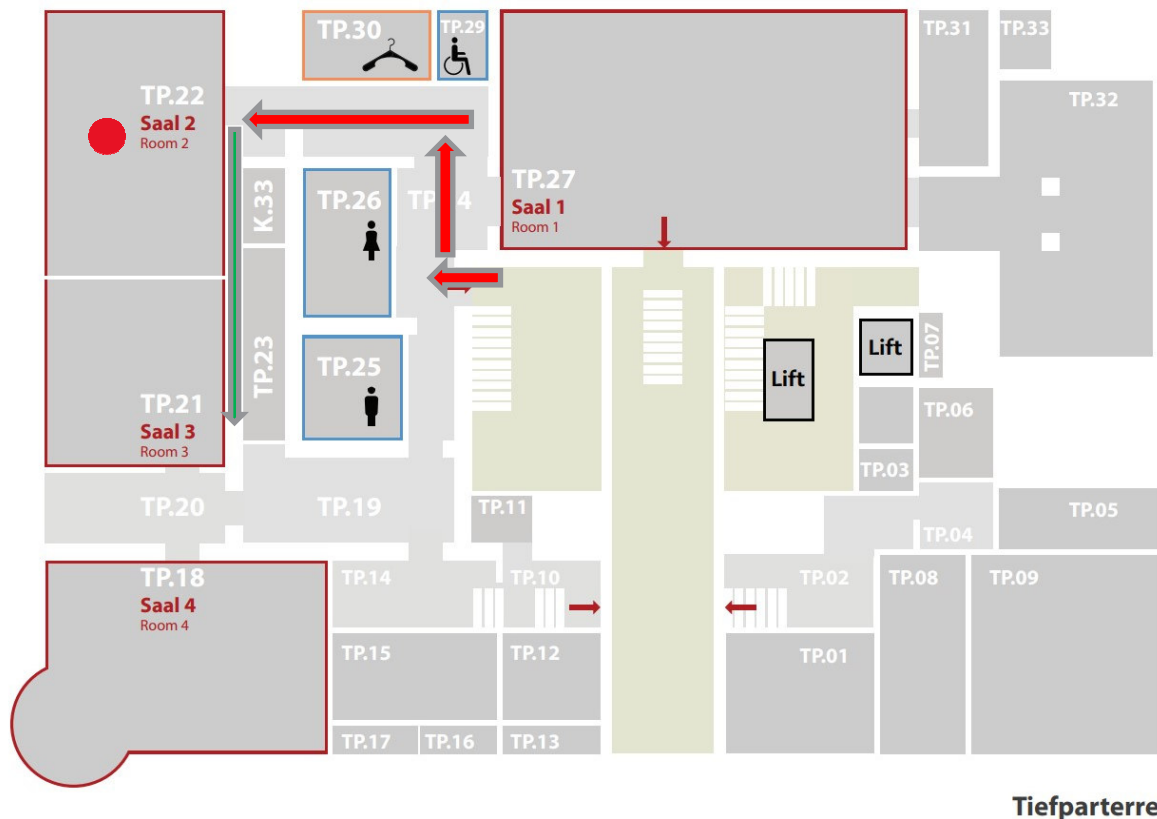 TP.30
TP.29
TP.31
TP.33
TP.22
Saal 2
Room 2
TP.32
TP.27
Saal 1
Room 1
K.33
TP.26
TP.23
TP.25
Lift
Lift
TP.07
TP.21
Saal 3
Room 3
TP.06
TP.03
TP.20
TP.19
TP.11
TP.05
TP.04
TP.18
Saal 4
Room 4
TP.14
TP.10
TP.02
TP.08
TP.09
TP.15
TP.12
TP.01
TP.17
TP.16
TP.13
Tiefparterre